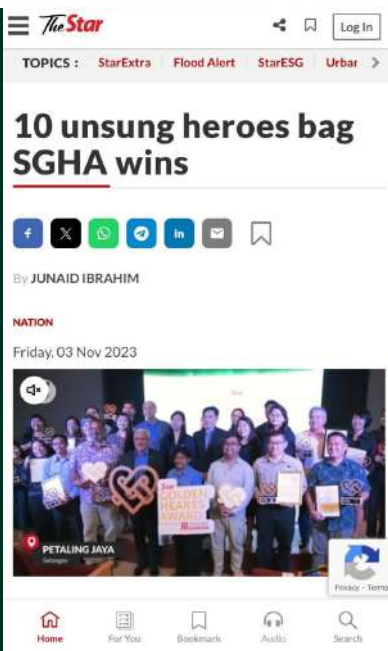 The Star
Log In
TOPICS : StarExtra Flood Alert StarESG Urbar
10 unsung heroes bag
SGHA wins
By JUNAID IBRAHIM
NATION
Friday, 03 Nov 2023
Star
GOLDEN
HEARTS
AWARD
PETALING JAYA
Selangor
Privacy - Terms
Home For You Bookmark Audio Search